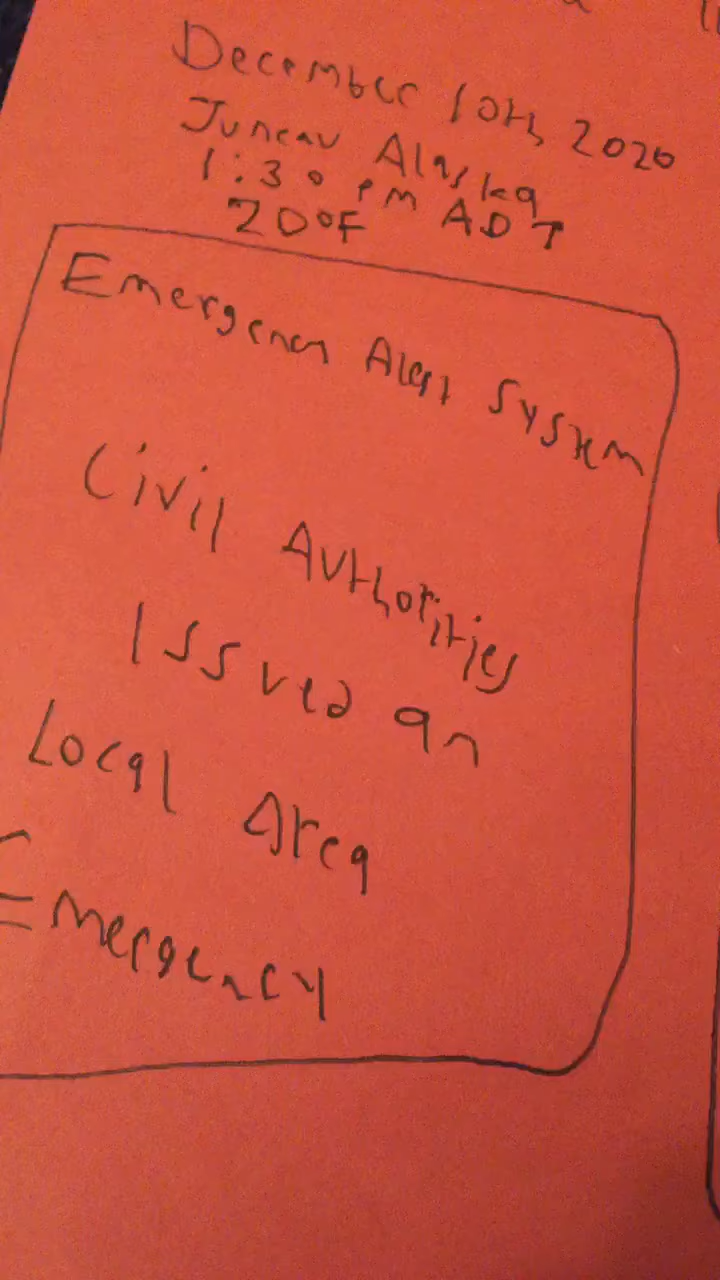 December 10th 2020
Juneau Alaska
1:30 PM ADT
20°F
Emergency Alert System
Civil Authorities
Issued an
Local Area
Emergency